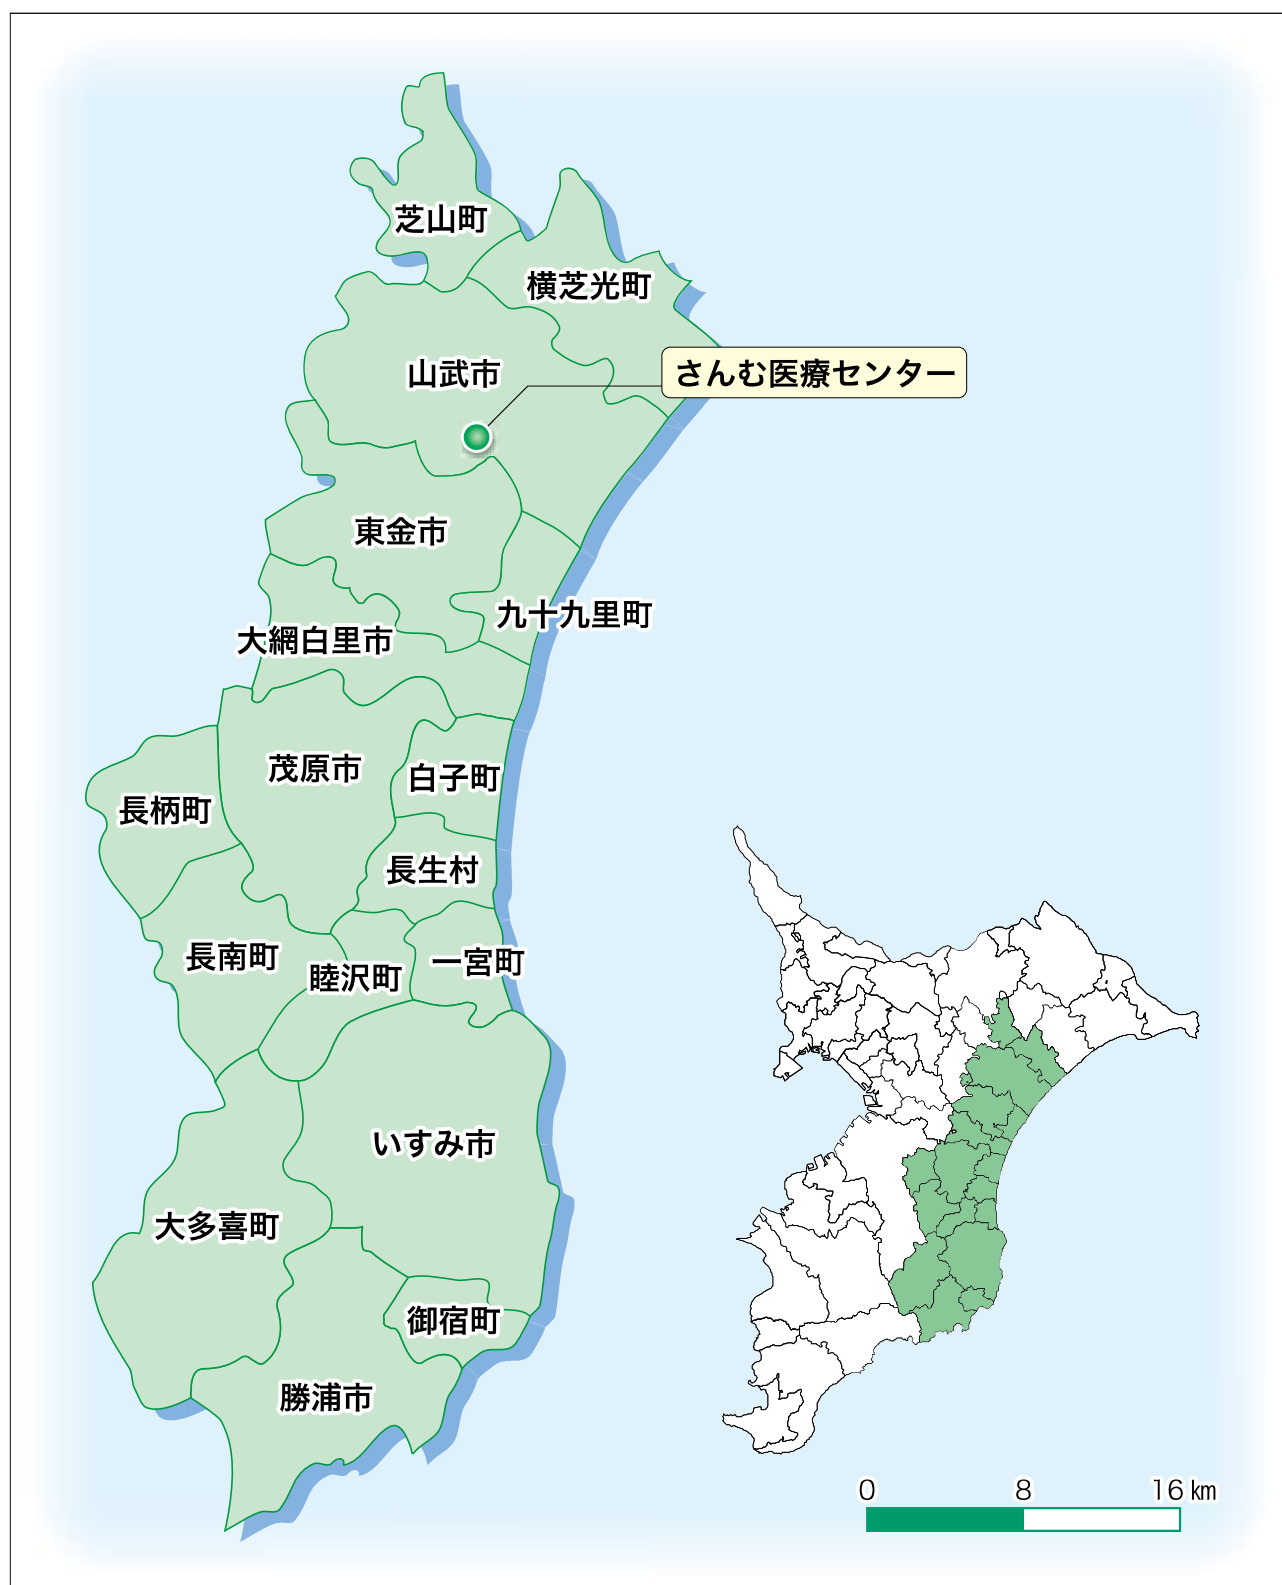 芝山町
横芝光町
山武市
さんむ医療センター
東金市
九十九里町
大網白里市
茂原市
白子町
長柄町
長生村
長南町
睦沢町
一宮町
いすみ市
大多喜町
御宿町
勝浦市
0 8 16 km